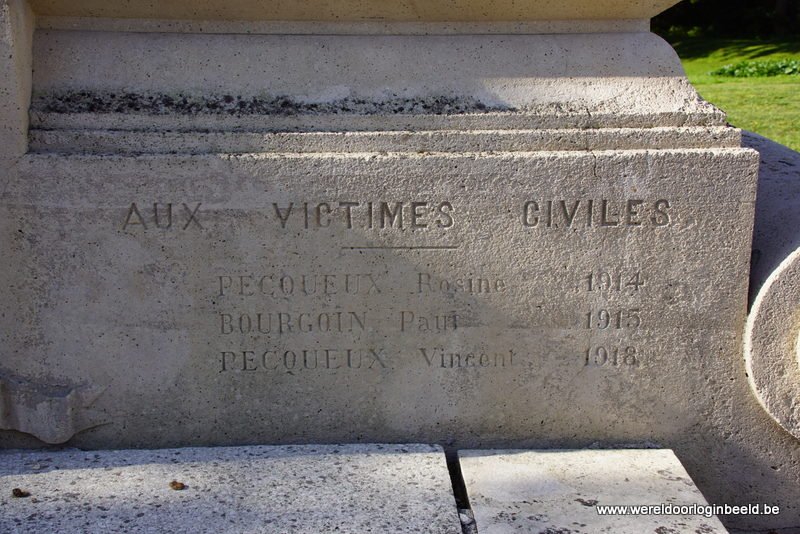 AUX VICTIMES CIVILES
PECQUEUX Rosine 1914
BOURGOIN Paul 1915
PECQUEUX Vincent 1918
www.wereldoorloginbeeld.be